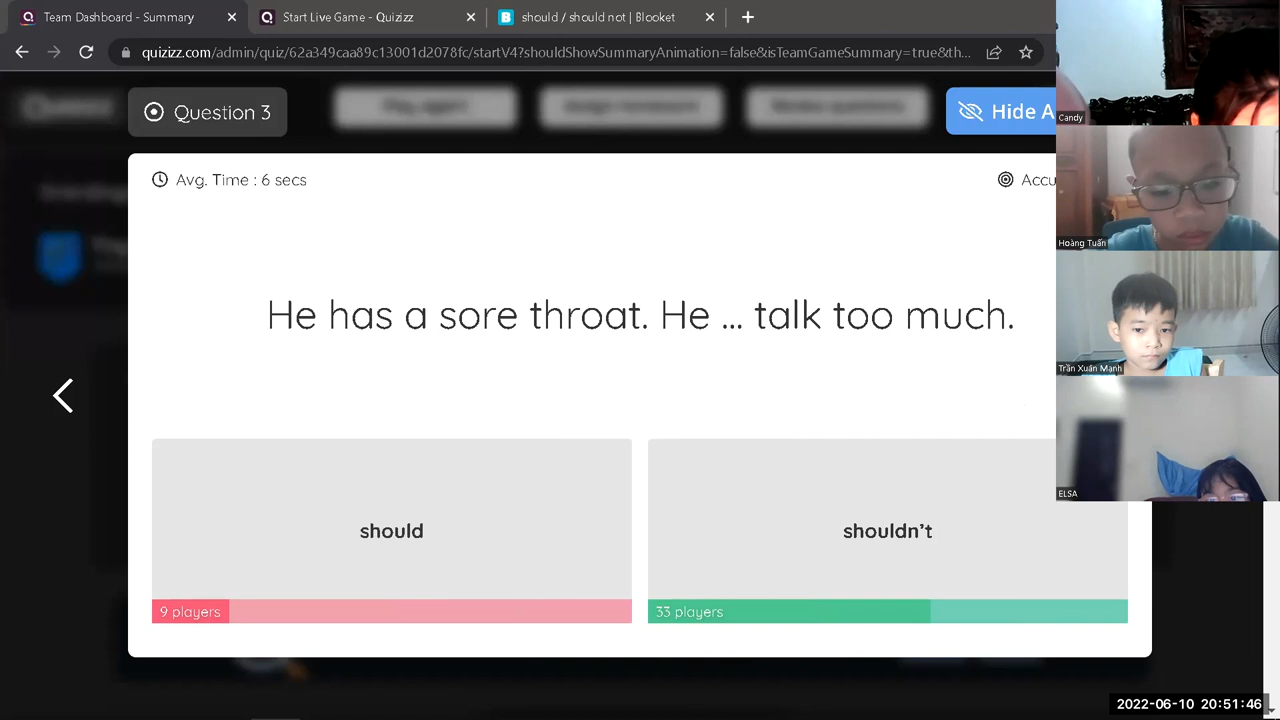 Team Dashboard - Summary
Start Live Game - Quizizz
should / should not | Blooket
quizizz.com/admin/quiz/62a349caa89c13001d2078fc/startV4?shouldShowSummaryAnimation=false&isTeamGameSummary=true&th...
Question 3
Hide A
Candy
Avg. Time : 6 secs
Accu
Hoàng Tuấn
He has a sore throat. He ... talk too much.
Trần Xuân Mạnh
ELSA
should
shouldn't
9 players
33 players
2022-06-10 20:51:46